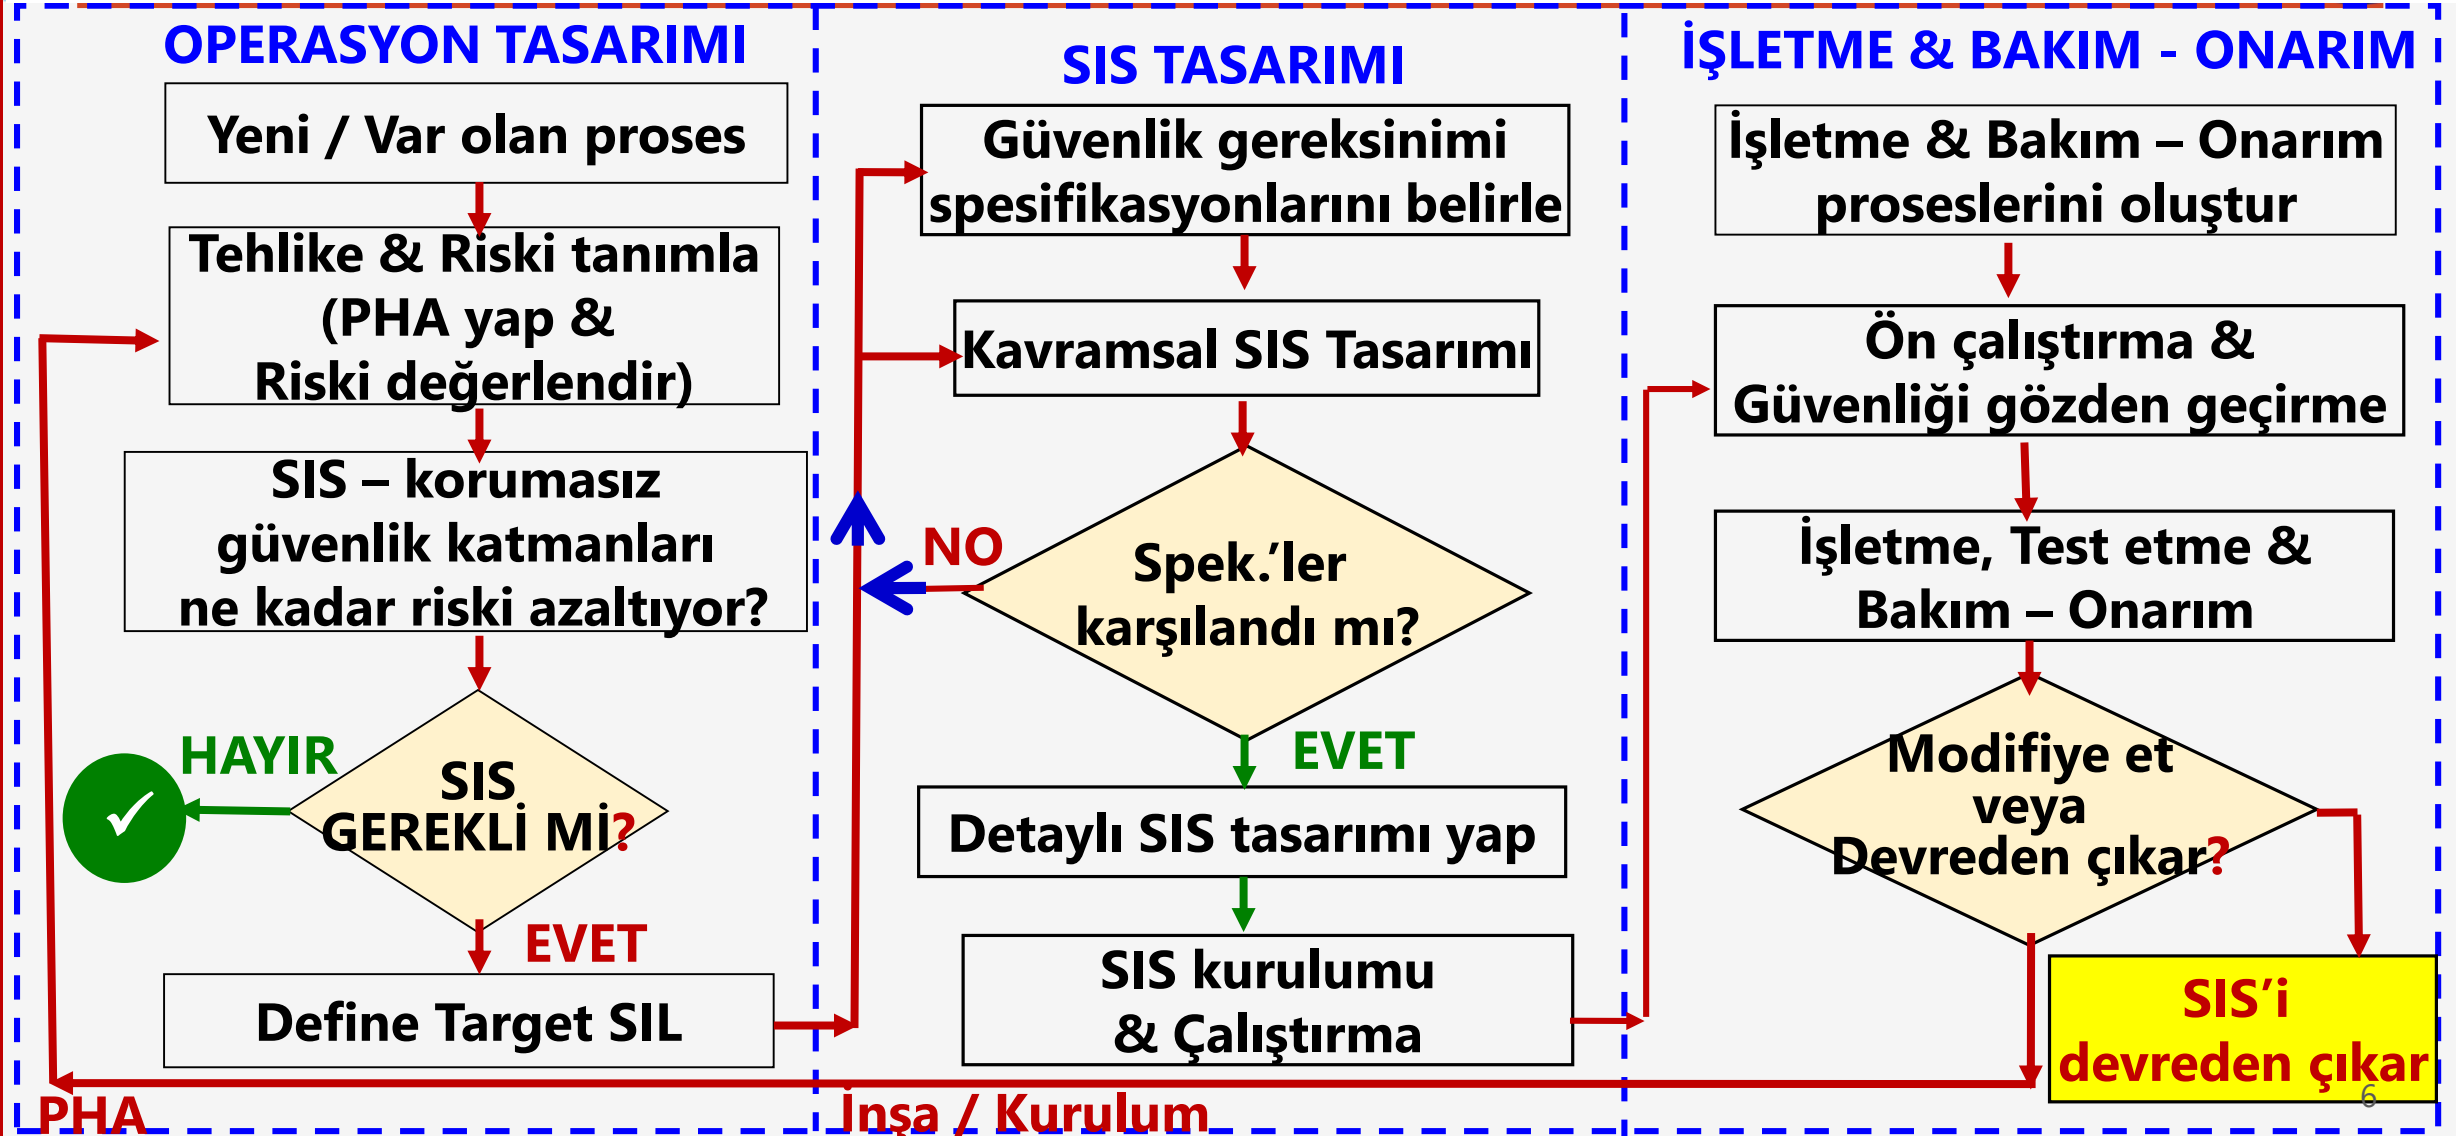 OPERASYON TASARIMI
Yeni / Var olan proses
Tehlike & Riski tanımla
(PHA yap &
Riski değerlendir)
SIS – korumasız
güvenlik katmanları
ne kadar riski azaltıyor?
HAYIR
SIS
GEREKLİ Mİ?
EVET
Define Target SIL
PHA
SIS TASARIMI
Güvenlik gereksinimi
spesifikasyonlarını belirle
Kavramsal SIS Tasarımı
NO
Spek.’ler
karşılandı mı?
EVET
Detaylı SIS tasarımı yap
SIS kurulumu
& Çalıştırma
İnşa / Kurulum
İŞLETME & BAKIM - ONARIM
İşletme & Bakım – Onarım
proseslerini oluştur
Ön çalıştırma &
Güvenliği gözden geçirme
İşletme, Test etme &
Bakım – Onarım
Modifiye et
veya
Devreden çıkar?
SIS’i
devreden çıkar
6